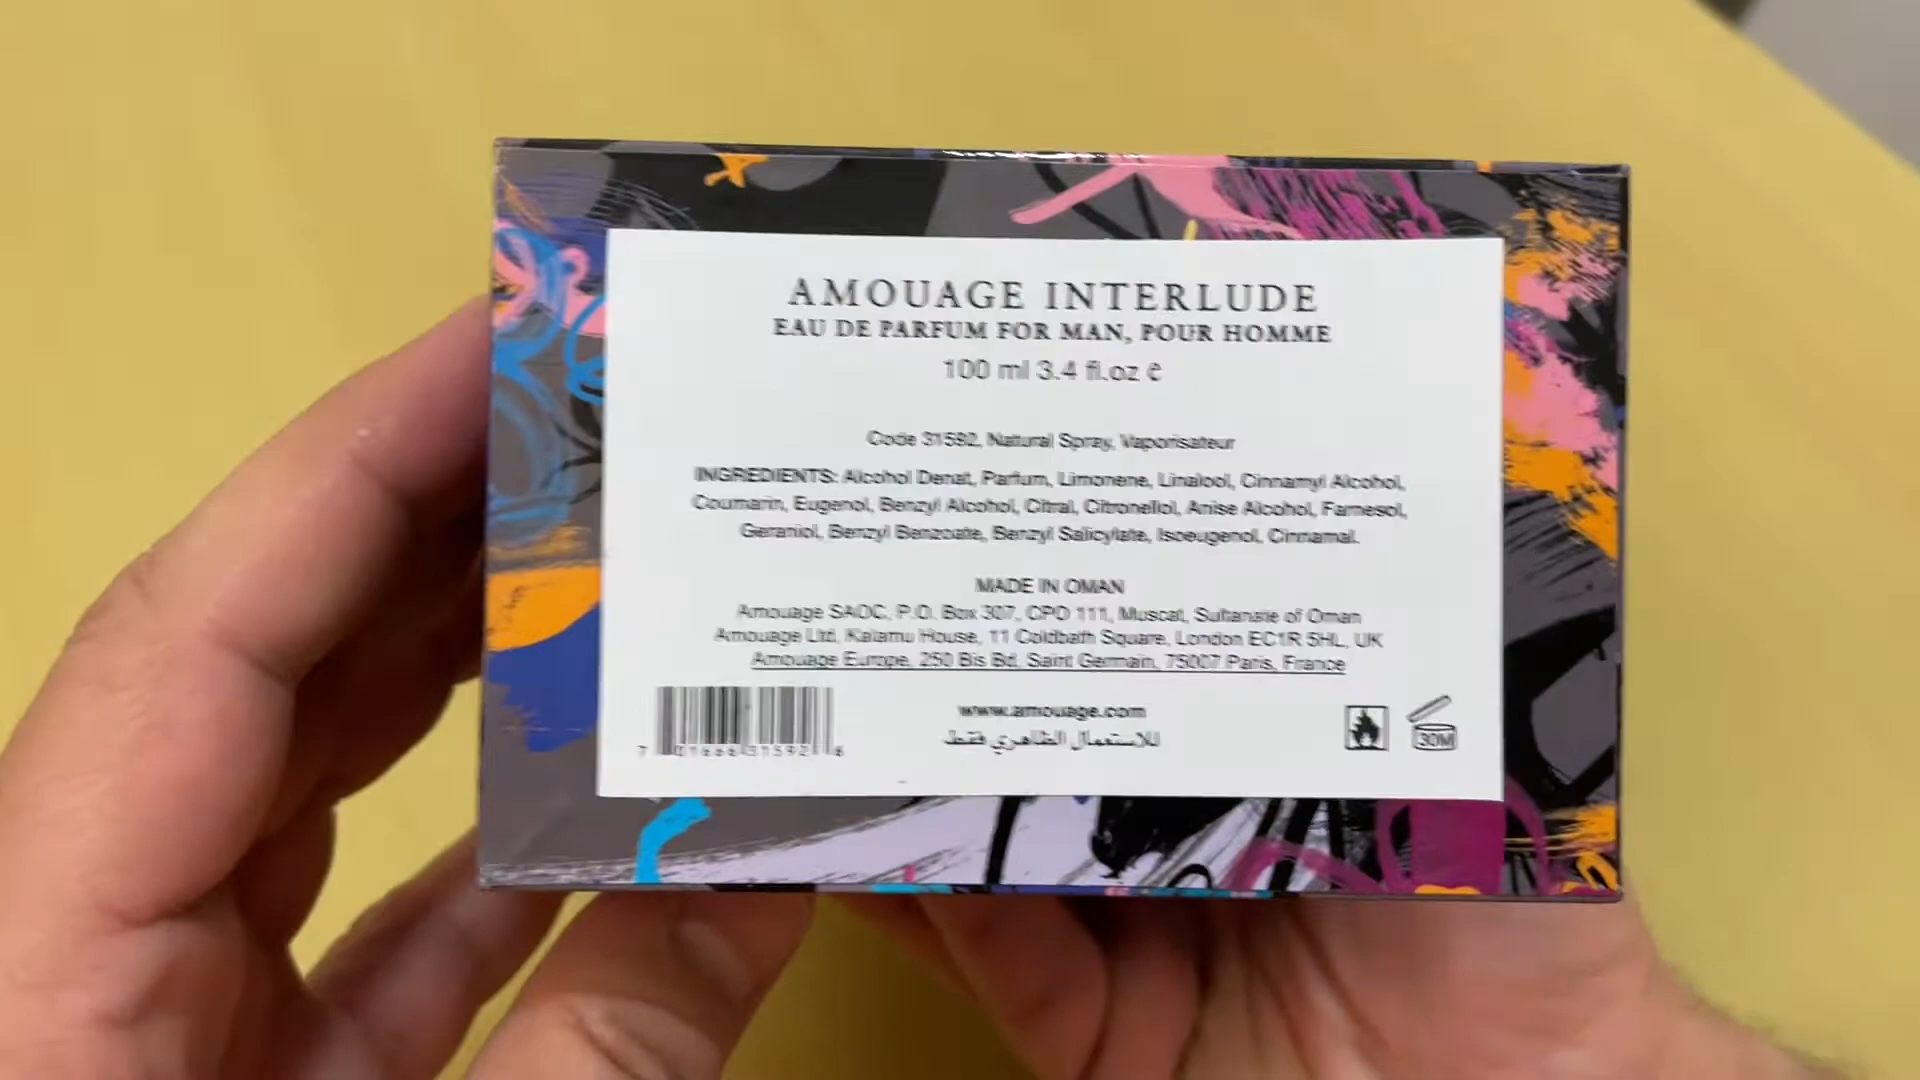 AMOUAGE INTERLUDE
EAU DE PARFUM FOR MAN, POUR HOMME
100 ml 3.4 fl.oz ℮
Code 31592, Natural Spray, Vaporisateur
INGREDIENTS: Alcohol Denat, Parfum, Limonene, Linalool, Cinnamyl Alcohol,
Coumarin, Eugenol, Benzyl Alcohol, Citral, Citronellol, Anise Alcohol, Farnesol,
Geraniol, Benzyl Benzoate, Benzyl Salicylate, Isoeugenol, Cinnamal.
MADE IN OMAN
Amouage SAOC, P.O. Box 307, CPO 111, Muscat, Sultanate of Oman
Amouage Ltd, Kalamu House, 11 Coldbath Square, London EC1R 5HL, UK
Amouage Europe, 250 Bis Bd. Saint Germain, 75007 Paris, France
www.amouage.com
للاستعمال الظاهري فقط
7 01666 31592 6
30M